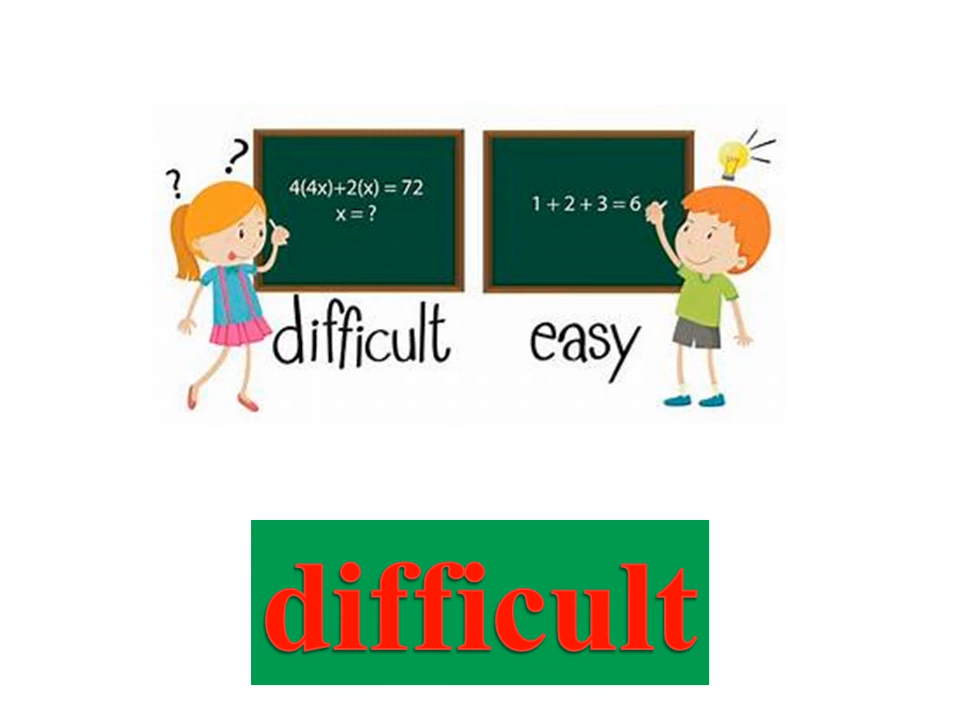 ? ?
4(4x)+2(x) = 72
x = ?
1 + 2 + 3 = 6
difficult
easy
difficult